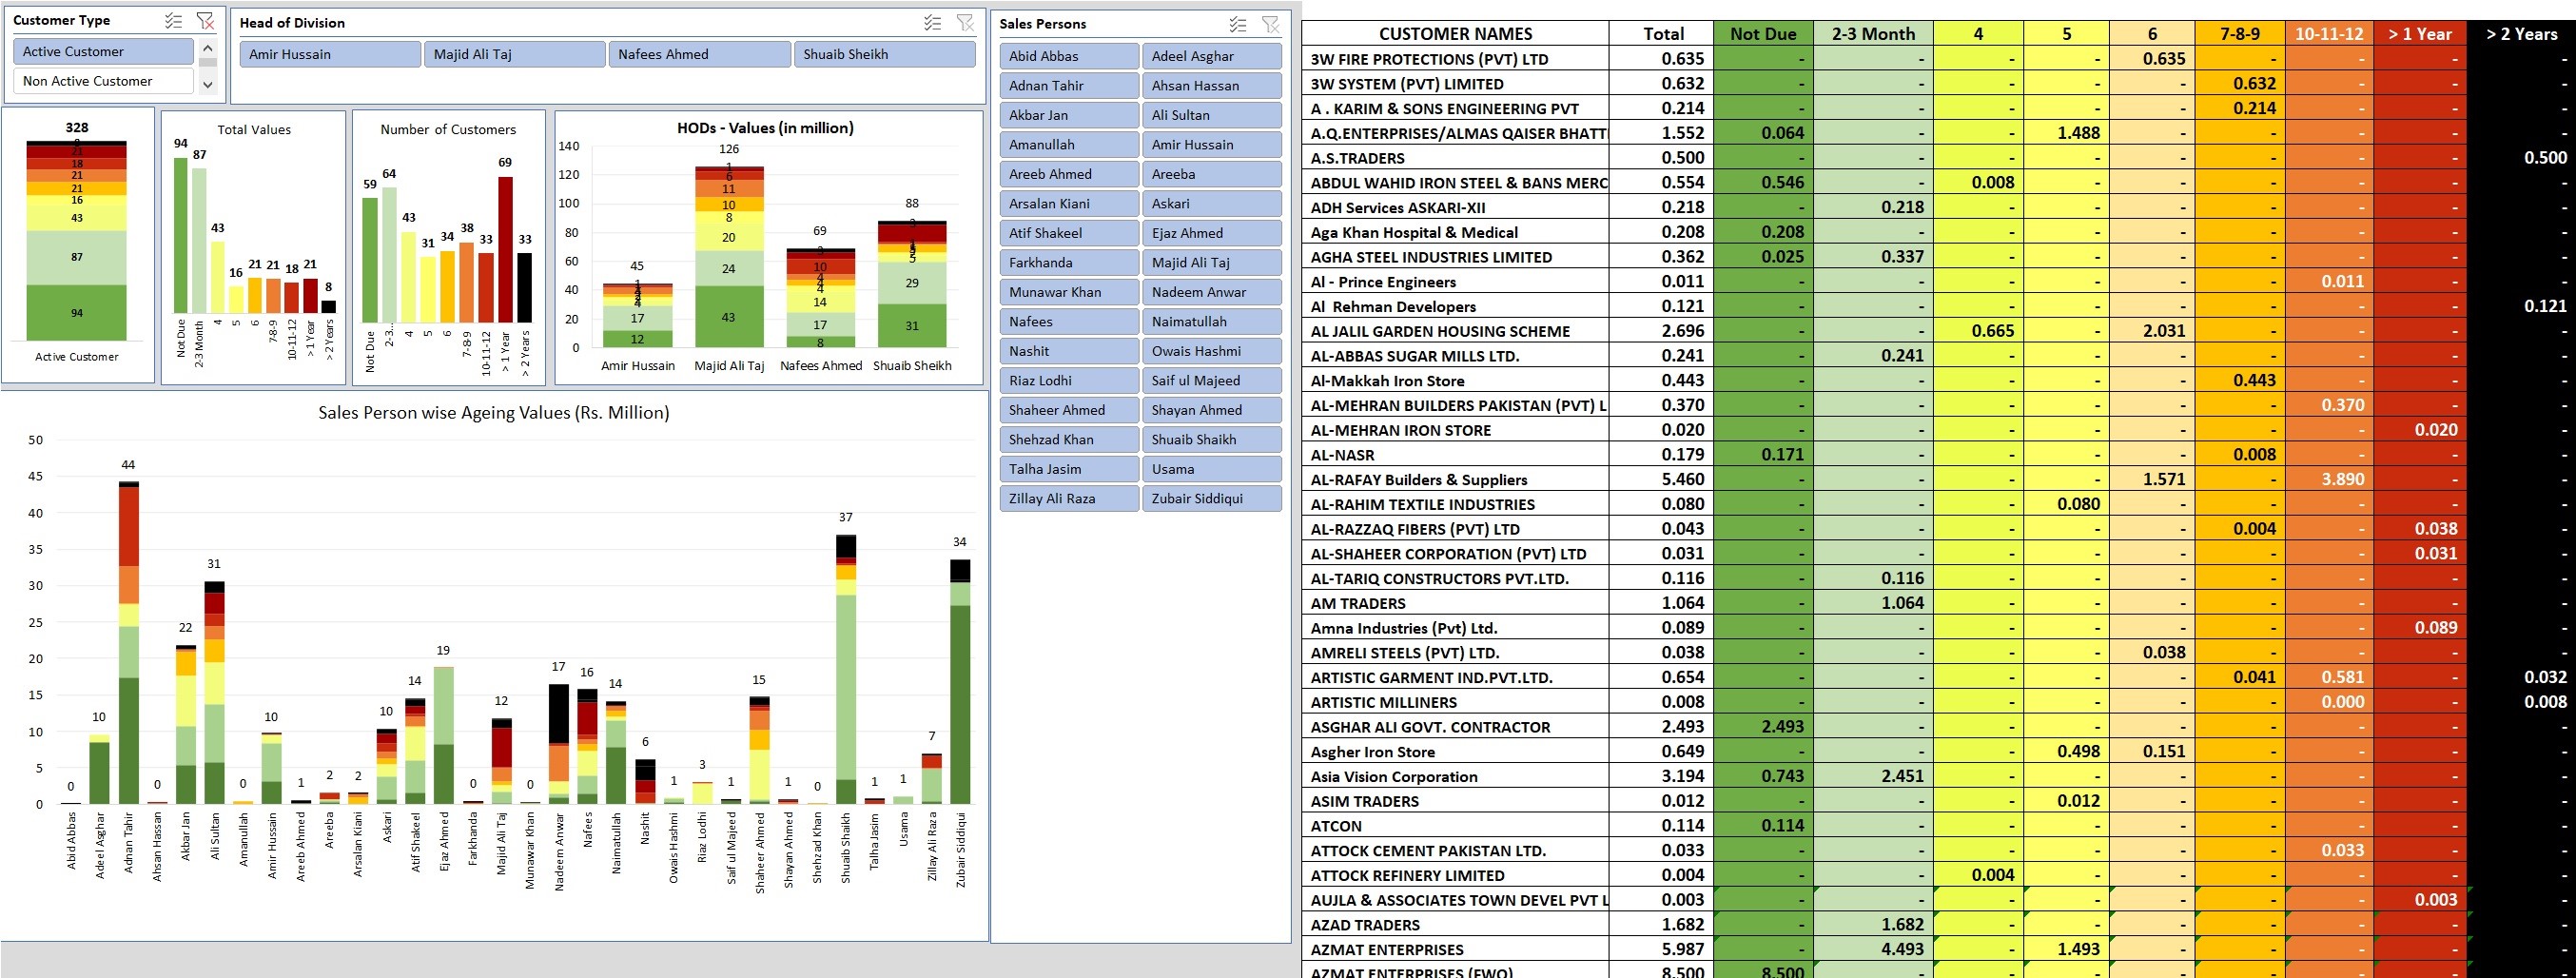 Customer Type
Active Customer
Non Active Customer
Head of Division
Amir Hussain Majid Ali Taj Nafees Ahmed Shuaib Sheikh
Sales Persons
Abid Abbas Adeel Asghar
Adnan Tahir Ahsan Hassan
Akbar Jan Ali Sultan
Amanullah Amir Hussain
Areeb Ahmed Areeba
Arsalan Kiani Askari
Atif Shakeel Ejaz Ahmed
Farkhanda Majid Ali Taj
Munawar Khan Nadeem Anwar
Nafees Naimatullah
Nashit Owais Hashmi
Riaz Lodhi Saif ul Majeed
Shaheer Ahmed Shayan Ahmed
Shehzad Khan Shuaib Shaikh
Talha Jasim Usama
Zillay Ali Raza Zubair Siddiqui
328
21
18
21
21
16
43
87
94
Active Customer
Total Values
94 87 43 16 21 21 18 21 8
Not Due 2-3 Month 4 5 6 7-8-9 10-11-12 > 1 Year > 2 Years
Number of Customers
59 64 43 31 34 38 33 69 33
Not Due 2-3... 4 5 6 7-8-9 10-11-12 > 1 Year > 2 Years
HODs - Values (in million)
140
120
100
80
60
40
20
0
45
17
12
126
1
6
11
10
8
20
24
43
69
3
10
4
4
14
17
8
88
3
5
29
31
Amir Hussain Majid Ali Taj Nafees Ahmed Shuaib Sheikh
Sales Person wise Ageing Values (Rs. Million)
50
45
40
35
30
25
20
15
10
5
0
0 10 44 0 22 31 0 10 1 2 2 10 14 19 0 12 0 17 16 14 6 1 3 1 15 1 0 37 1 1 7 34
Abid Abbas Adeel Asghar Adnan Tahir Ahsan Hassan Akbar Jan Ali Sultan Amanullah Amir Hussain Areeb Ahmed Areeba Arsalan Kiani Askari Atif Shakeel Ejaz Ahmed Farkhanda Majid Ali Taj Munawar Khan Nadeem Anwar Nafees Naimatullah Nashit Owais Hashmi Riaz Lodhi Saif ul Majeed Shaheer Ahmed Shayan Ahmed Shehzad Khan Shuaib Shaikh Talha Jasim Usama Zillay Ali Raza Zubair Siddiqui
CUSTOMER NAMES Total Not Due 2-3 Month 4 5 6 7-8-9 10-11-12 > 1 Year > 2 Years
3W FIRE PROTECTIONS (PVT) LTD 0.635 - - - - 0.635 - - - -
3W SYSTEM (PVT) LIMITED 0.632 - - - - - 0.632 - - -
A . KARIM & SONS ENGINEERING PVT 0.214 - - - - - 0.214 - - -
A.Q.ENTERPRISES/ALMAS QAISER BHATTI 1.552 0.064 - - 1.488 - - - - -
A.S.TRADERS 0.500 - - - - - - - - 0.500
ABDUL WAHID IRON STEEL & BANS MERC 0.554 0.546 - 0.008 - - - - - -
ADH Services ASKARI-XII 0.218 - 0.218 - - - - - - -
Aga Khan Hospital & Medical 0.208 0.208 - - - - - - - -
AGHA STEEL INDUSTRIES LIMITED 0.362 0.025 0.337 - - - - - - -
Al - Prince Engineers 0.011 - - - - - - 0.011 - -
Al Rehman Developers 0.121 - - - - - - - - 0.121
AL JALIL GARDEN HOUSING SCHEME 2.696 - - 0.665 - 2.031 - - - -
AL-ABBAS SUGAR MILLS LTD. 0.241 - 0.241 - - - - - - -
Al-Makkah Iron Store 0.443 - - - - - 0.443 - - -
AL-MEHRAN BUILDERS PAKISTAN (PVT) L 0.370 - - - - - - 0.370 - -
AL-MEHRAN IRON STORE 0.020 - - - - - - - 0.020 -
AL-NASR 0.179 0.171 - - - - 0.008 - - -
AL-RAFAY Builders & Suppliers 5.460 - - - - 1.571 - 3.890 - -
AL-RAHIM TEXTILE INDUSTRIES 0.080 - - - 0.080 - - - - -
AL-RAZZAQ FIBERS (PVT) LTD 0.043 - - - - - 0.004 - 0.038 -
AL-SHAHEER CORPORATION (PVT) LTD 0.031 - - - - - - - 0.031 -
AL-TARIQ CONSTRUCTORS PVT.LTD. 0.116 - 0.116 - - - - - - -
AM TRADERS 1.064 - 1.064 - - - - - - -
Amna Industries (Pvt) Ltd. 0.089 - - - - - - - 0.089 -
AMRELI STEELS (PVT) LTD. 0.038 - - - - 0.038 - - - -
ARTISTIC GARMENT IND.PVT.LTD. 0.654 - - - - - 0.041 0.581 - 0.032
ARTISTIC MILLINERS 0.008 - - - - - - 0.000 - 0.008
ASGHAR ALI GOVT. CONTRACTOR 2.493 2.493 - - - - - - - -
Asgher Iron Store 0.649 - - - 0.498 0.151 - - - -
Asia Vision Corporation 3.194 0.743 2.451 - - - - - - -
ASIM TRADERS 0.012 - - - 0.012 - - - - -
ATCON 0.114 0.114 - - - - - - - -
ATTOCK CEMENT PAKISTAN LTD. 0.033 - - - - - - 0.033 - -
ATTOCK REFINERY LIMITED 0.004 - - 0.004 - - - - - -
AUJLA & ASSOCIATES TOWN DEVEL PVT L 0.003 - - - - - - - 0.003 -
AZAD TRADERS 1.682 - 1.682 - - - - - - -
AZMAT ENTERPRISES 5.987 - 4.493 - 1.493 - - - - -
AZMAT ENTERPRISES (FWO) 8.500 8.500 - - - - - - - -